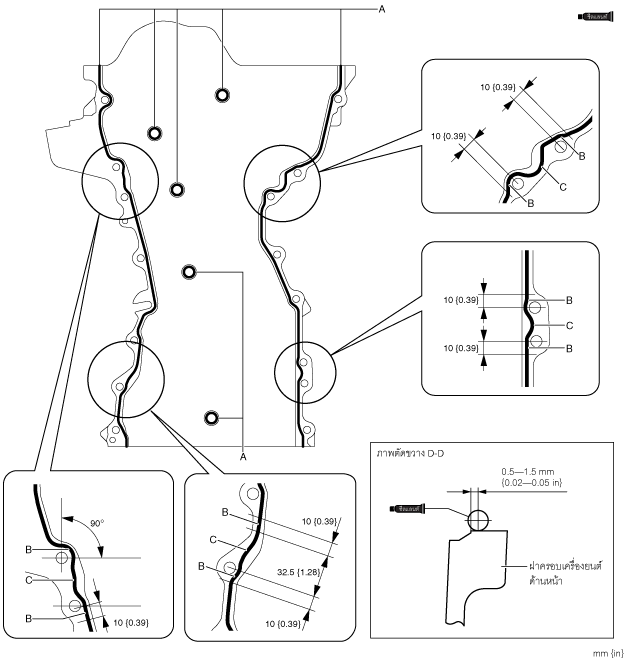 A
ซีลแลนต์
10 {0.39}
10 {0.39}
B
C
B
10 {0.39}
B
C
10 {0.39}
B
A
ภาพตัดขวาง D-D
0.5—1.5 mm
{0.02—0.05 in}
ซีลแลนต์
ฝาครอบเครื่องยนต์
ด้านหน้า
90°
B
C
B
10 {0.39}
B
10 {0.39}
C
B
32.5 {1.28}
10 {0.39}
mm {in}